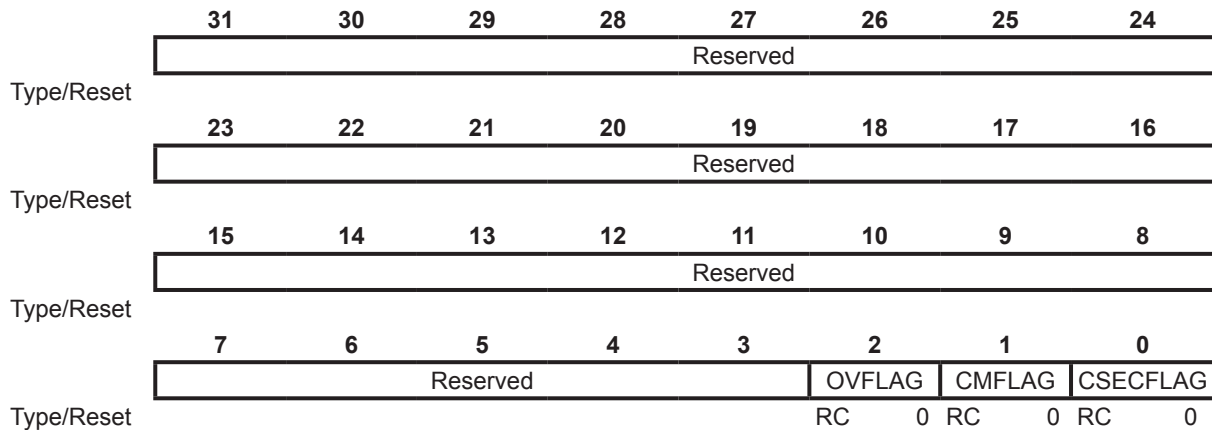 31 30 29 28 27 26 25 24
Reserved
Type/Reset
23 22 21 20 19 18 17 16
Reserved
Type/Reset
15 14 13 12 11 10 9 8
Reserved
Type/Reset
7 6 5 4 3 2 1 0
Reserved OVFLAG CMFLAG CSECFLAG
Type/Reset RC 0 RC 0 RC 0